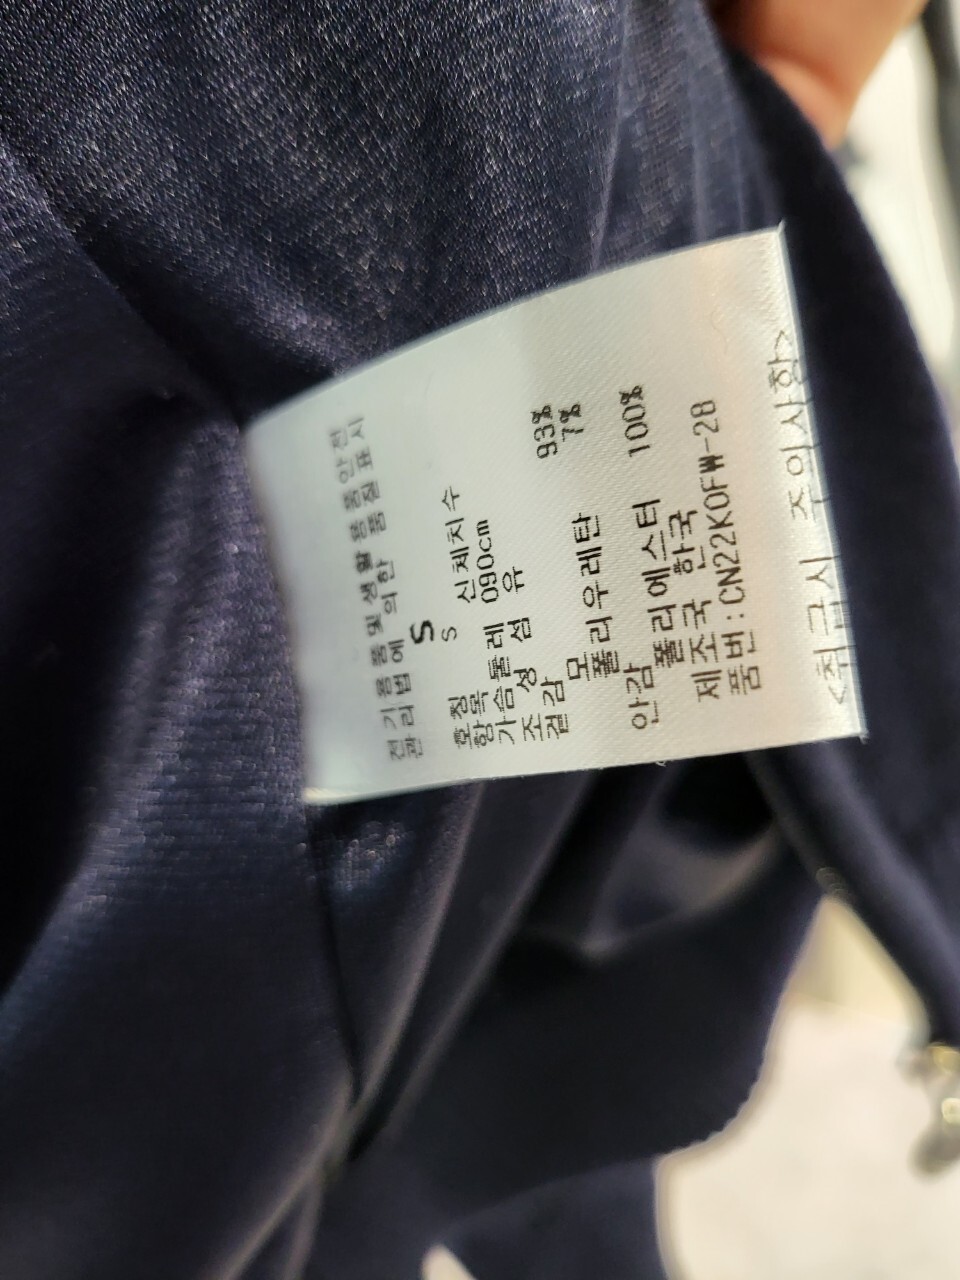 전기용품 및 생활용품 안전
관리법에 의한 품질표시
S
호칭 S
항목 신체치수
가슴둘레 090cm
조성 섬유
겉감
모 93%
폴리우레탄 7%
안감
폴리에스터 100%
제조국 한국
품번:CN22KOFW-28
<취급시 주의사항>